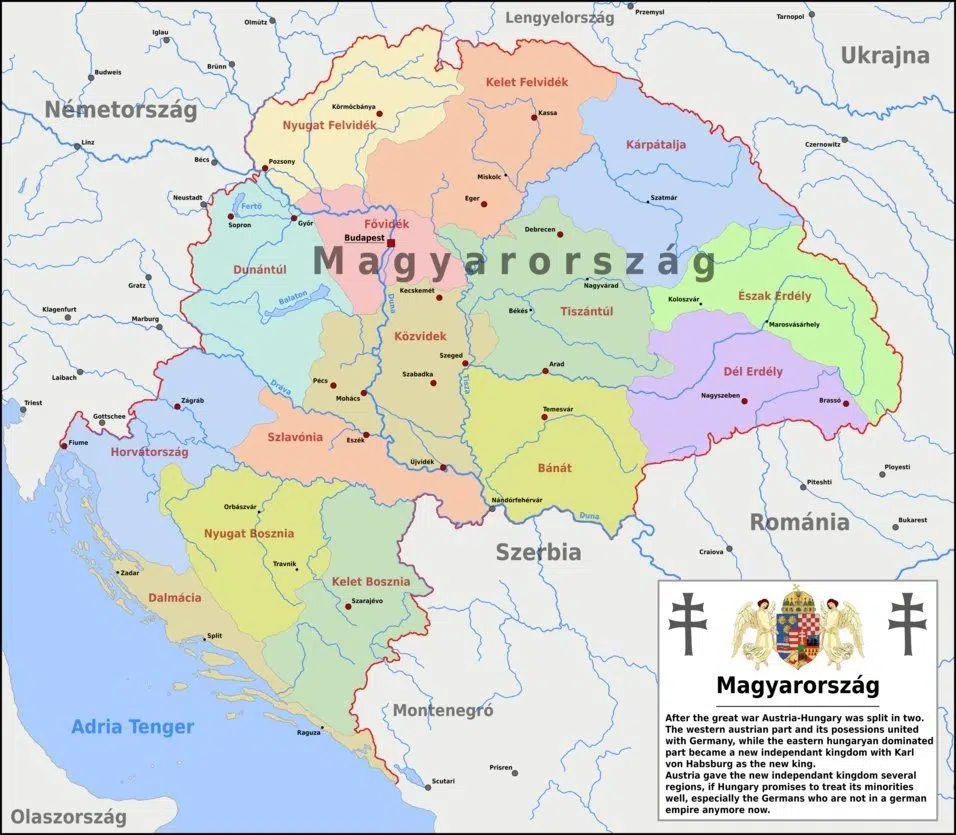 Lengyelország
Przemysl
Tarnopol
Olmütz
Iglau
Ukrajna
Brünn
Budweis
Kelet Felvidék
Németország
Körmöcbánya
Nyugat Felvidék
Kassa
Czernowitz
Linz
Kárpátalja
Bécs
Pozsony
Miskolc
Neustadt
Fertő
Eger
Szatmár
Sopron
Győr
Fővidék
Debrecen
Budapest
Magyarország
Dunántúl
Gratz
Nagyvárad
Balaton
Duna
Kecskemét
Koloszvár
Észak Erdély
Klagenfurt
Marburg
Békés
Tiszántúl
Marosvásárhely
Közvidek
Szeged
Laibach
Pécs
Szabadka
Tisza
Arad
Dél Erdély
Dráva
Mohács
Nagyszeben
Brassó
Triest
Zágráb
Temesvár
Gottschee
Szlavónia
Eszék
Fiume
Horvátország
Újvidék
Bánát
Ployesti
Piteshti
Orbászvár
Nándörfehérvár
Duna
Románia
Bukarest
Nyugat Bosznia
Szerbia
Craiova
Travnik
Zadar
Kelet Bosznia
Dalmácia
Szarajévo
Split
Magyarország
Montenegró
After the great war Austria-Hungary was split in two.
The western austrian part and its posessions united
with Germany, while the eastern hungaryan dominated
part became a new independant kingdom with Karl
von Habsburg as the new king.
Austria gave the new independant kingdom several
regions, if Hungary promises to treat its minorities
well, especially the Germans who are not in a german
empire anymore now.
Adria Tenger
Raguza
Scutari
Prisren
Olaszország